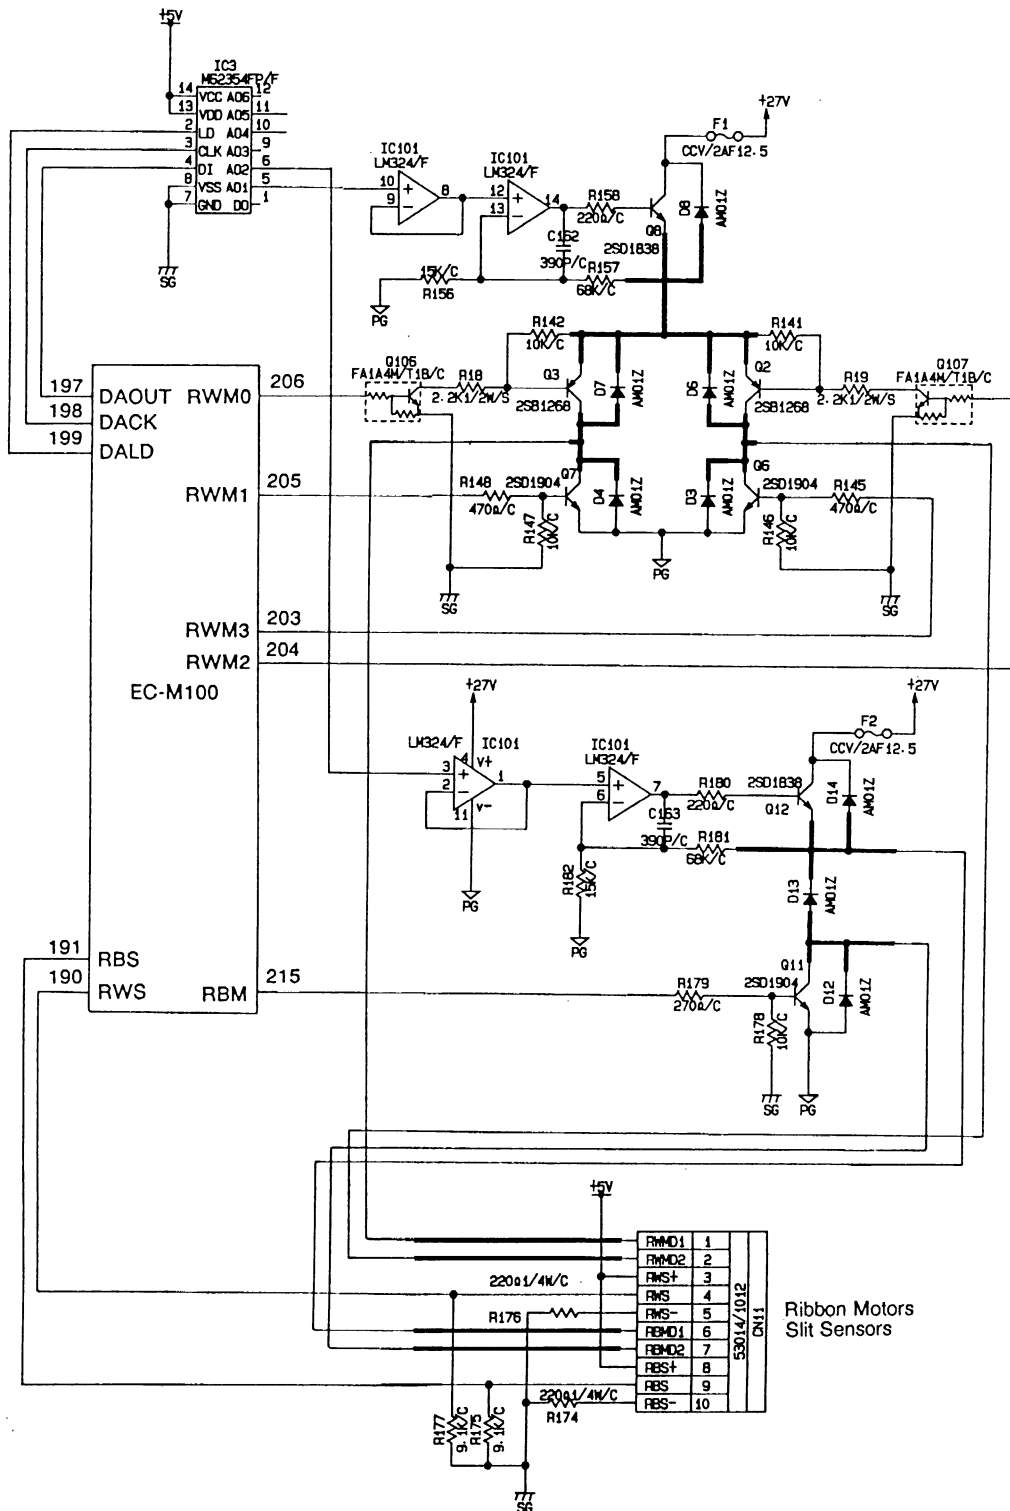 +5V
IC3
M62354FP/F
14 VCC AO6 12
13 VDD AO5 11
2 LD AO4 10
3 CLK AO3 9
4 DI AO2 6
8 VSS AO1 5
7 GND DO 1
SG
IC101
LM324/F
10 +
9 −
8
IC101
LM324/F
12 +
13 −
14
R158
220Ω/C
C162
390P/C
R157
68K/C
15K/C
R156
PG
+27V
F1
CCV/2AF12.5
Q8
2SD1838
D8
AM01Z
R142
10K/C
R141
10K/C
Q106
FA1A4M/T1B/C
R18
2.2K1/2W/S
Q3
2SB1268
D7
AM01Z
D6
AM01Z
Q2
2SB1268
R19
2.2K1/2W/S
Q107
FA1A4M/T1B/C
R148
470Ω/C
2SD1904
Q7
R147
10K/C
D4
AM01Z
D3
AM01Z
Q6
2SD1904
R145
470Ω/C
R146
10K/C
PG
SG
SG
197
DAOUT
198
DACK
199
DALD
RWM0
206
RWM1
205
RWM3
203
RWM2
204
EC-M100
191
RBS
190
RWS
RBM
215
+27V
LM324/F
IC101
3 +
2 −
4
V+
11
V−
1
PG
IC101
LM324/F
5 +
6 −
7
R180
220Ω/C
C163
390P/C
R181
68K/C
R182
15K/C
PG
+27V
F2
CCV/2AF12.5
2SD1838
Q12
D14
AM01Z
D13
AM01Z
Q11
2SD1904
D12
AM01Z
R179
270Ω/C
R178
10K/C
SG
PG
+5V
RWMD1 1
RWMD2 2
RWS+ 3
RWS 4
RWS- 5
RBMD1 6
RBMD2 7
RBS+ 8
RBS 9
RBS- 10
53014/1012
CN11
Ribbon Motors
Slit Sensors
220Ω1/4W/C
R176
220Ω1/4W/C
R174
R177
9.1K/C
R175
9.1K/C
SG